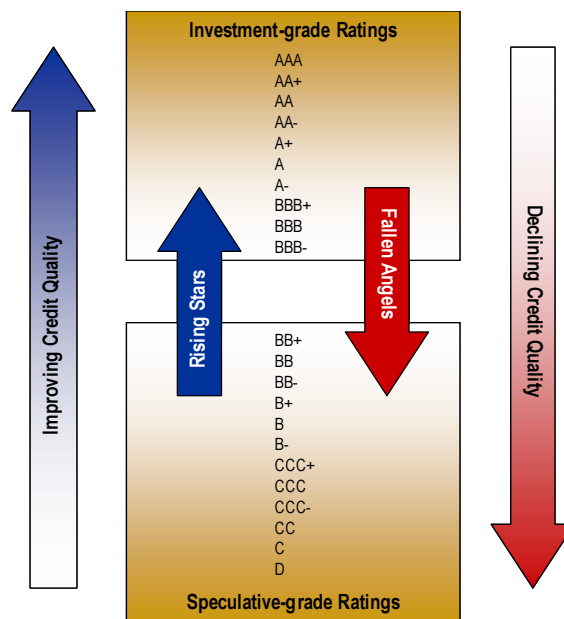 Investment-grade Ratings
AAA
AA+
AA
AA-
A+
A
A-
BBB+
BBB
BBB-
Improving Credit Quality
Rising Stars
Fallen Angels
Declining Credit Quality
BB+
BB
BB-
B+
B
B-
CCC+
CCC
CCC-
CC
C
D
Speculative-grade Ratings